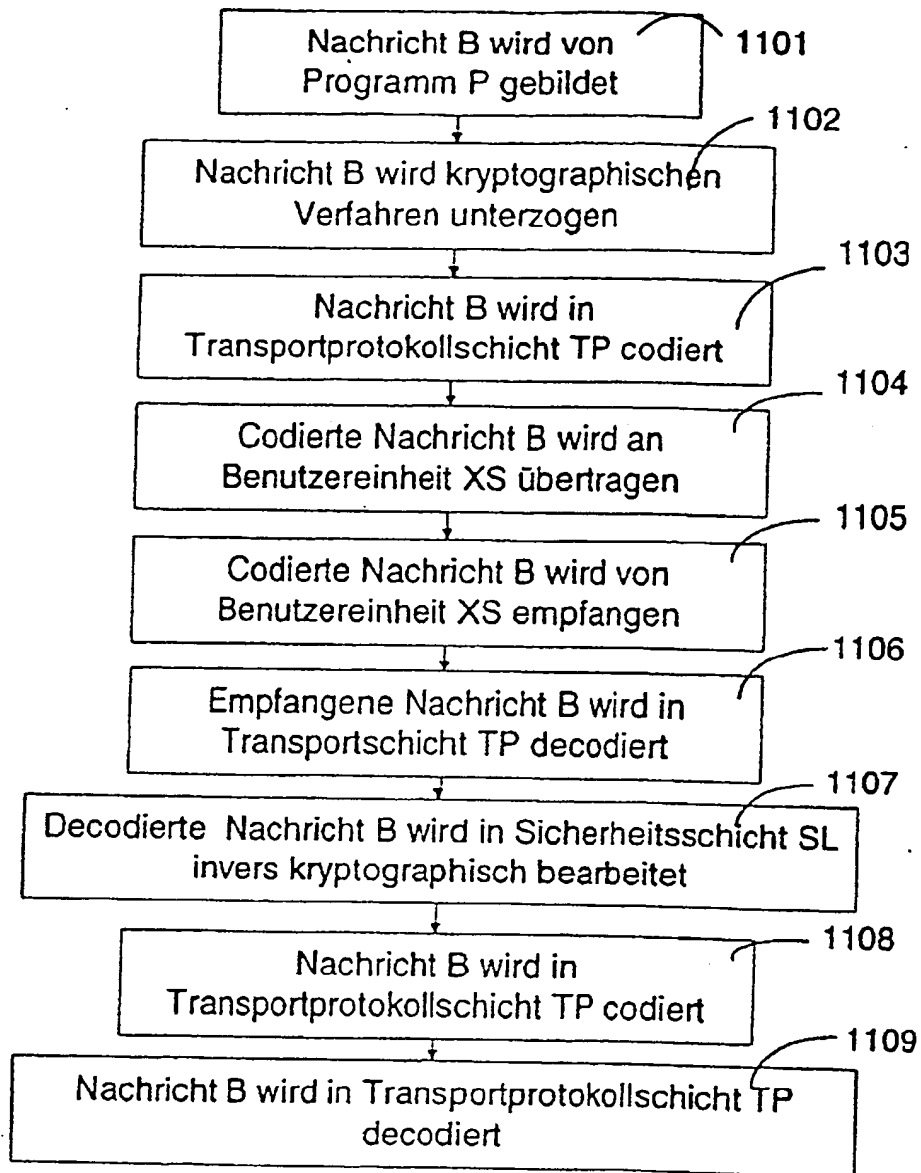 Nachricht B wird von
Programm P gebildet
1101
Nachricht B wird kryptographischen
Verfahren unterzogen
1102
Nachricht B wird in
Transportprotokollschicht TP codiert
1103
Codierte Nachricht B wird an
Benutzereinheit XS übertragen
1104
Codierte Nachricht B wird von
Benutzereinheit XS empfangen
1105
Empfangene Nachricht B wird in
Transportschicht TP decodiert
1106
Decodierte Nachricht B wird in Sicherheitsschicht SL
invers kryptographisch bearbeitet
1107
Nachricht B wird in
Transportprotokollschicht TP codiert
1108
Nachricht B wird in Transportprotokollschicht TP
decodiert
1109